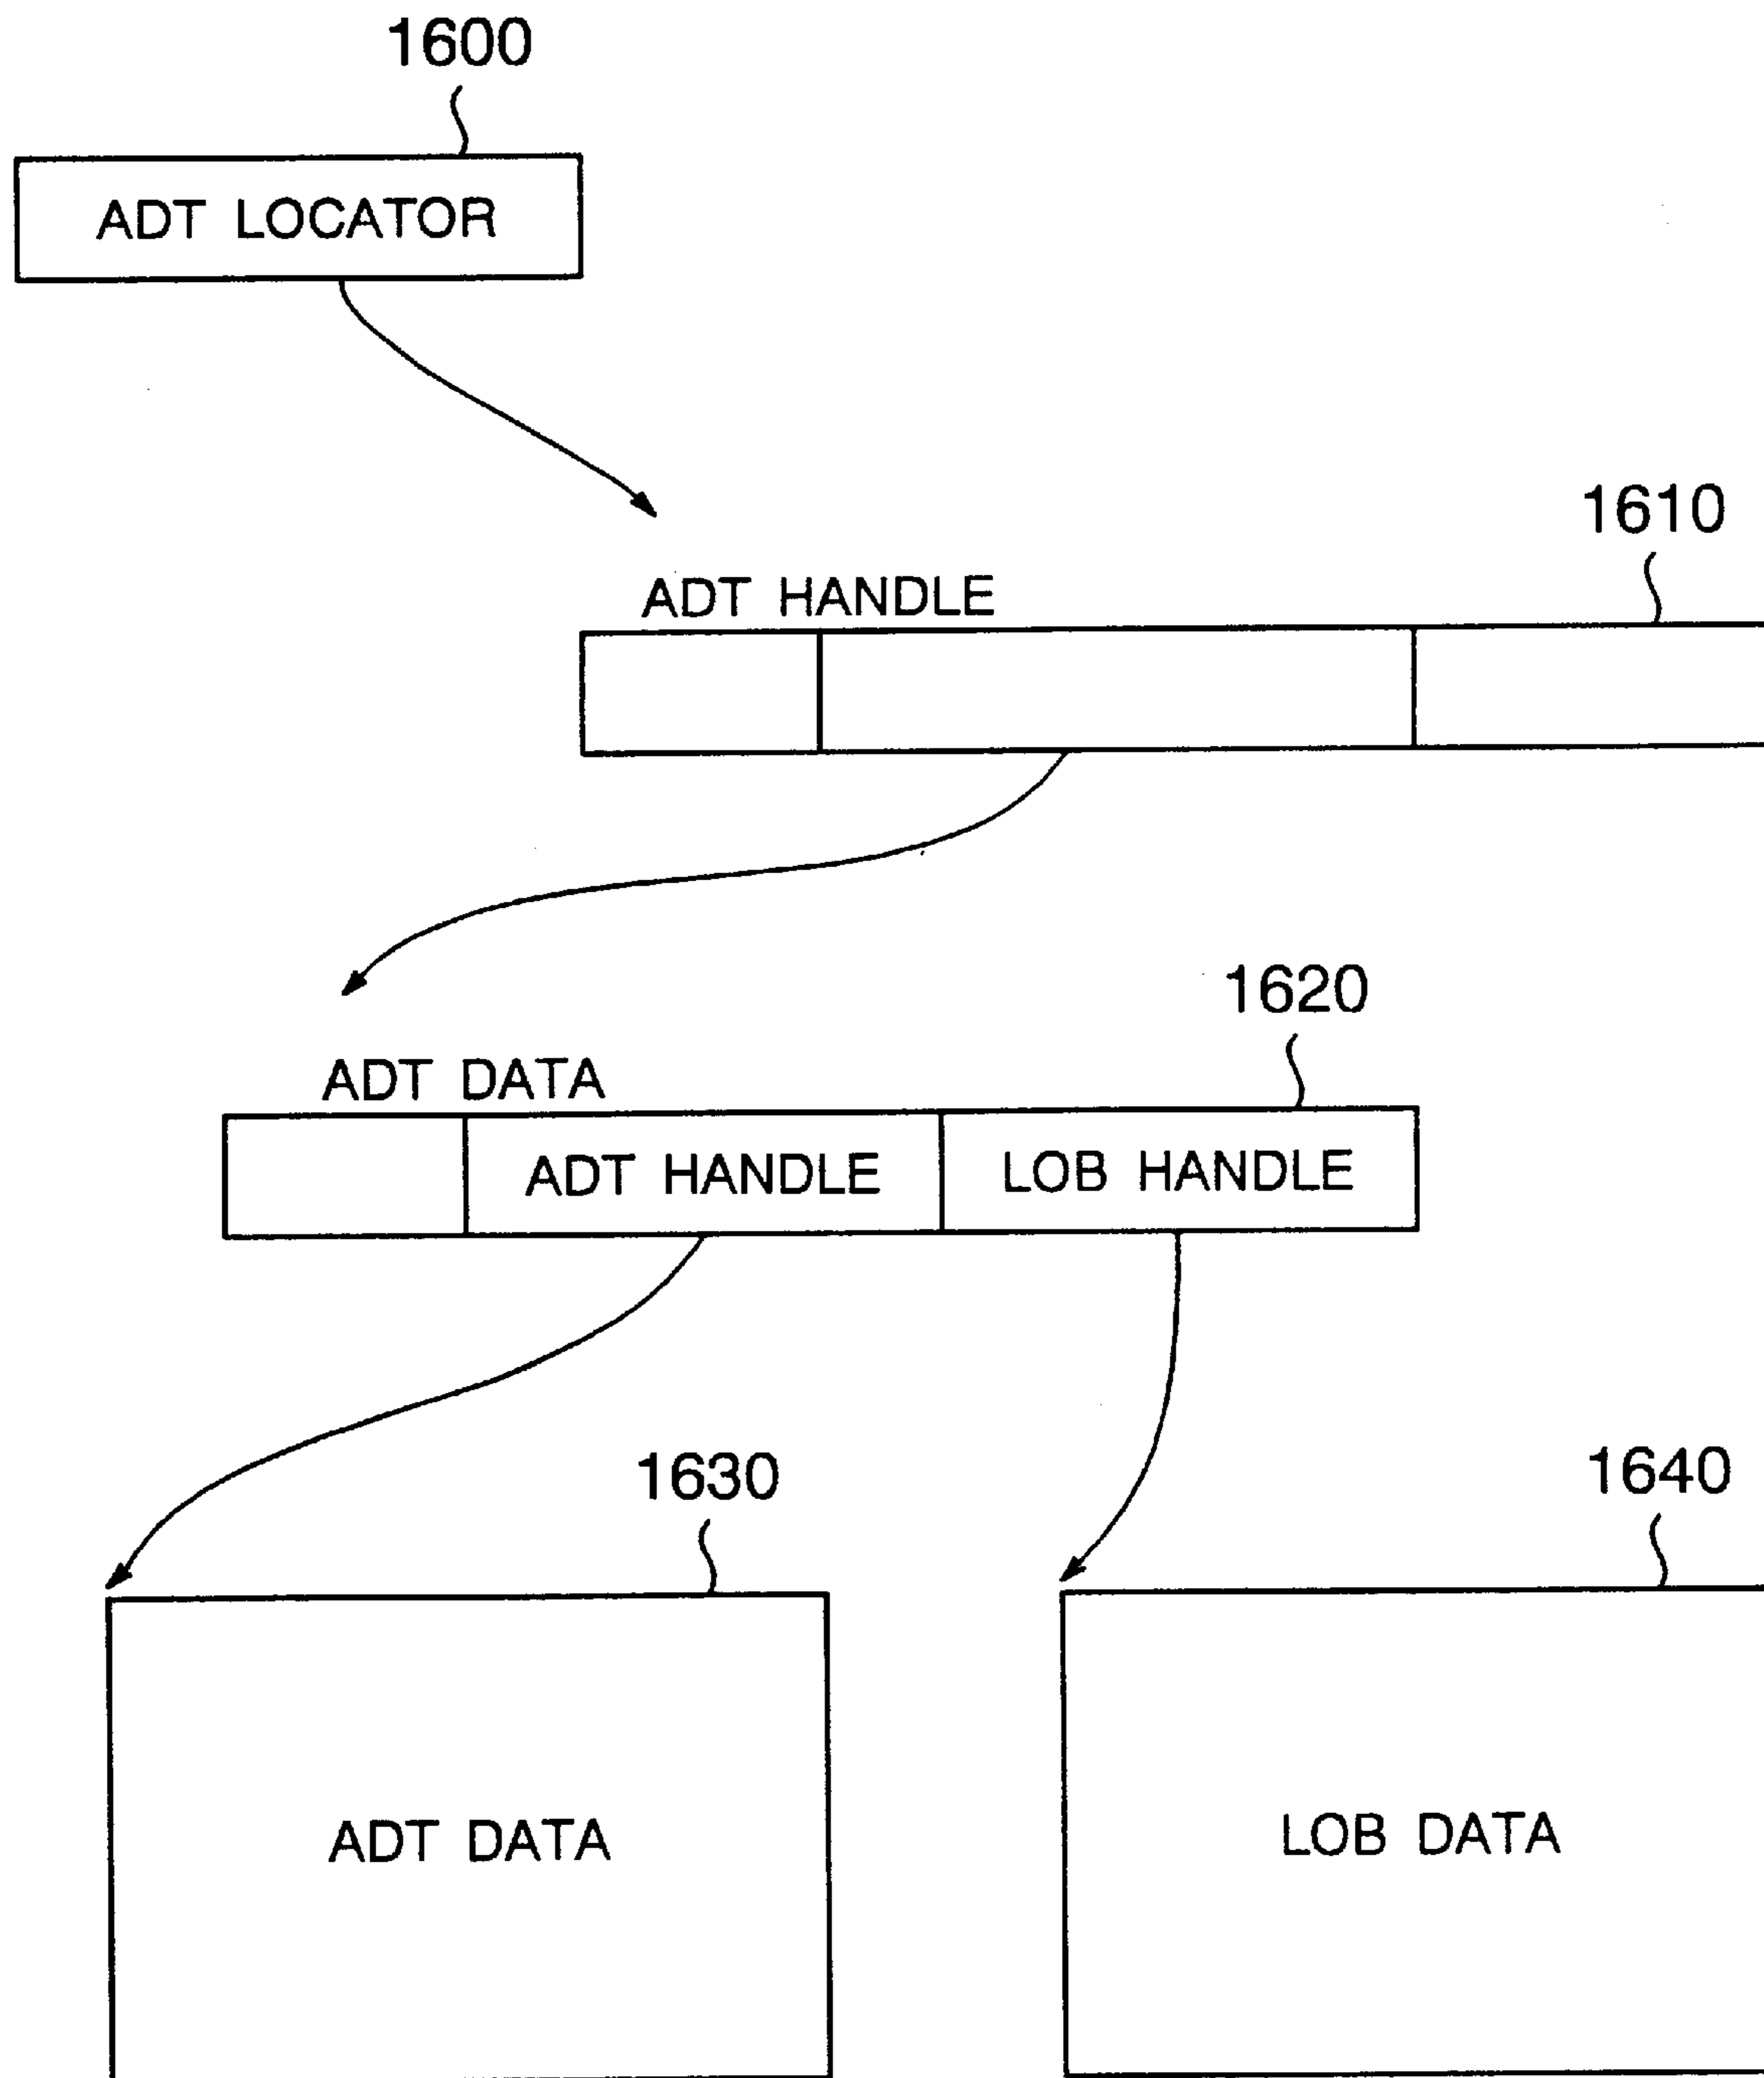 1600
ADT LOCATOR
1610
ADT HANDLE
1620
ADT DATA
ADT HANDLE
LOB HANDLE
1630
1640
ADT DATA
LOB DATA